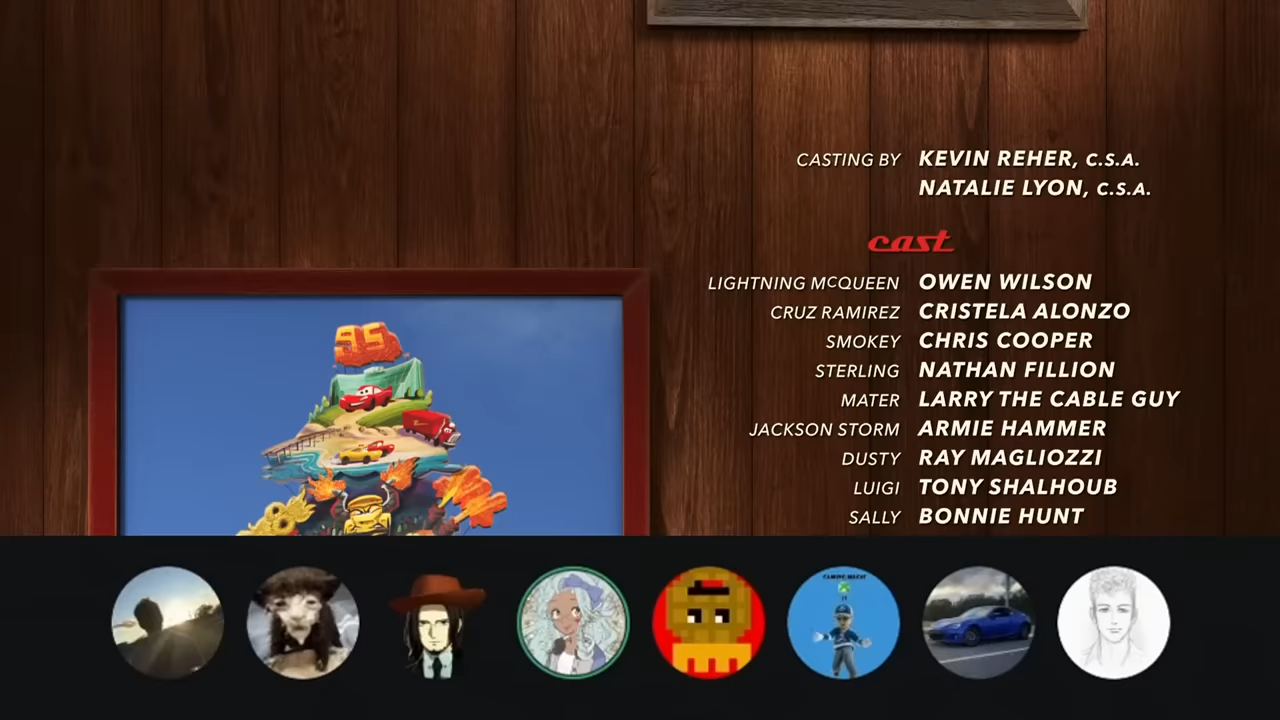 CASTING BY KEVIN REHER, C.S.A.
NATALIE LYON, C.S.A.
cast
LIGHTNING McQUEEN OWEN WILSON
CRUZ RAMIREZ CRISTELA ALONZO
SMOKEY CHRIS COOPER
STERLING NATHAN FILLION
MATER LARRY THE CABLE GUY
JACKSON STORM ARMIE HAMMER
DUSTY RAY MAGLIOZZI
LUIGI TONY SHALHOUB
SALLY BONNIE HUNT
95